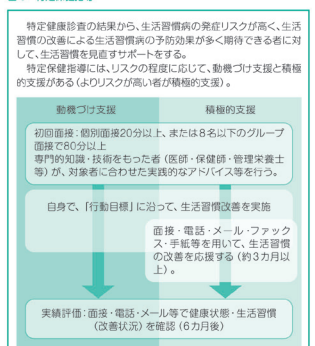 特定健康診査の結果から、生活習慣病の発症リスクが高く、生活
習慣の改善による生活習慣病の予防効果が多く期待できる者に対
して、生活習慣を見直すサポートをする。
特定保健指導には、リスクの程度に応じて、動機づけ支援と積極
的支援がある（よりリスクが高い者が積極的支援）。
動機づけ支援
積極的支援
初回面接：個別面接20分以上、または8名以下のグループ
面接で80分以上
専門的知識・技術をもった者（医師・保健師・管理栄養士
等）が、対象者に合わせた実践的なアドバイス等を行う。
自身で、「行動目標」に沿って、生活習慣改善を実施
面接・電話・メール・ファック
ス・手紙等を用いて、生活習慣
の改善を応援する（約3カ月以
上）。
実績評価：面接・電話・メール等で健康状態・生活習慣
（改善状況）を確認（6カ月後）